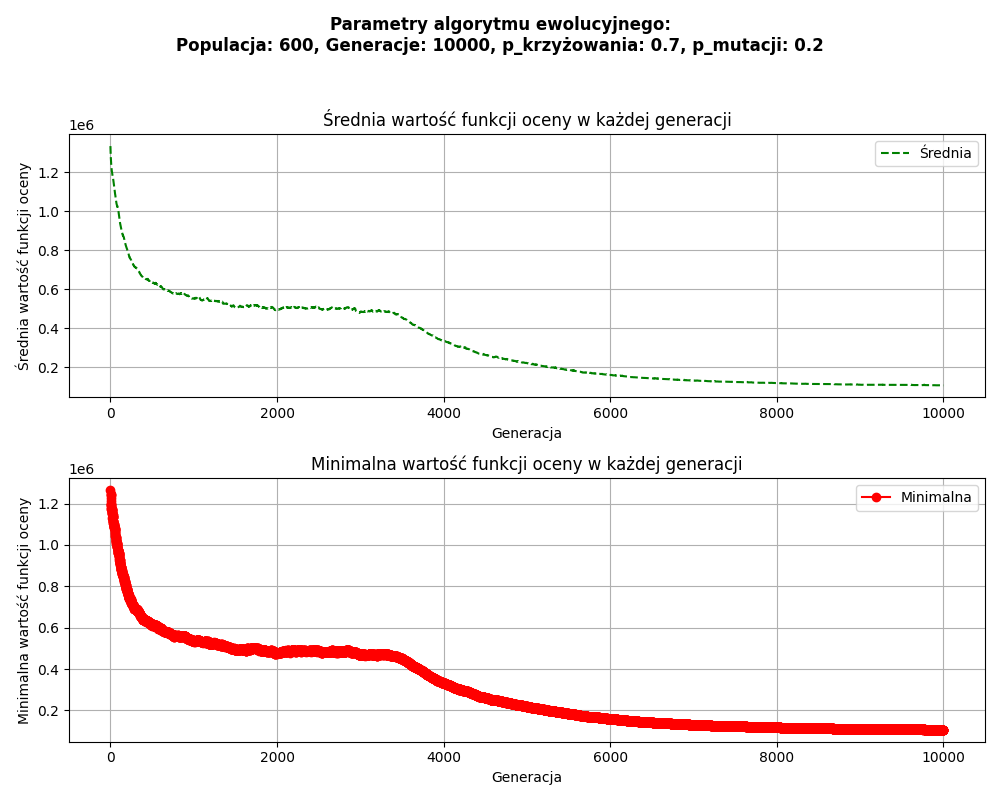 Parametry algorytmu ewolucyjnego:
Populacja: 600, Generacje: 10000, p_krzyżowania: 0.7, p_mutacji: 0.2
Średnia wartość funkcji oceny w każdej generacji
1e6
Średnia
Średnia wartość funkcji oceny
1.2
1.0
0.8
0.6
0.4
0.2
0 2000 4000 6000 8000 10000
Generacja
Minimalna wartość funkcji oceny w każdej generacji
1e6
Minimalna
Minimalna wartość funkcji oceny
1.2
1.0
0.8
0.6
0.4
0.2
0 2000 4000 6000 8000 10000
Generacja